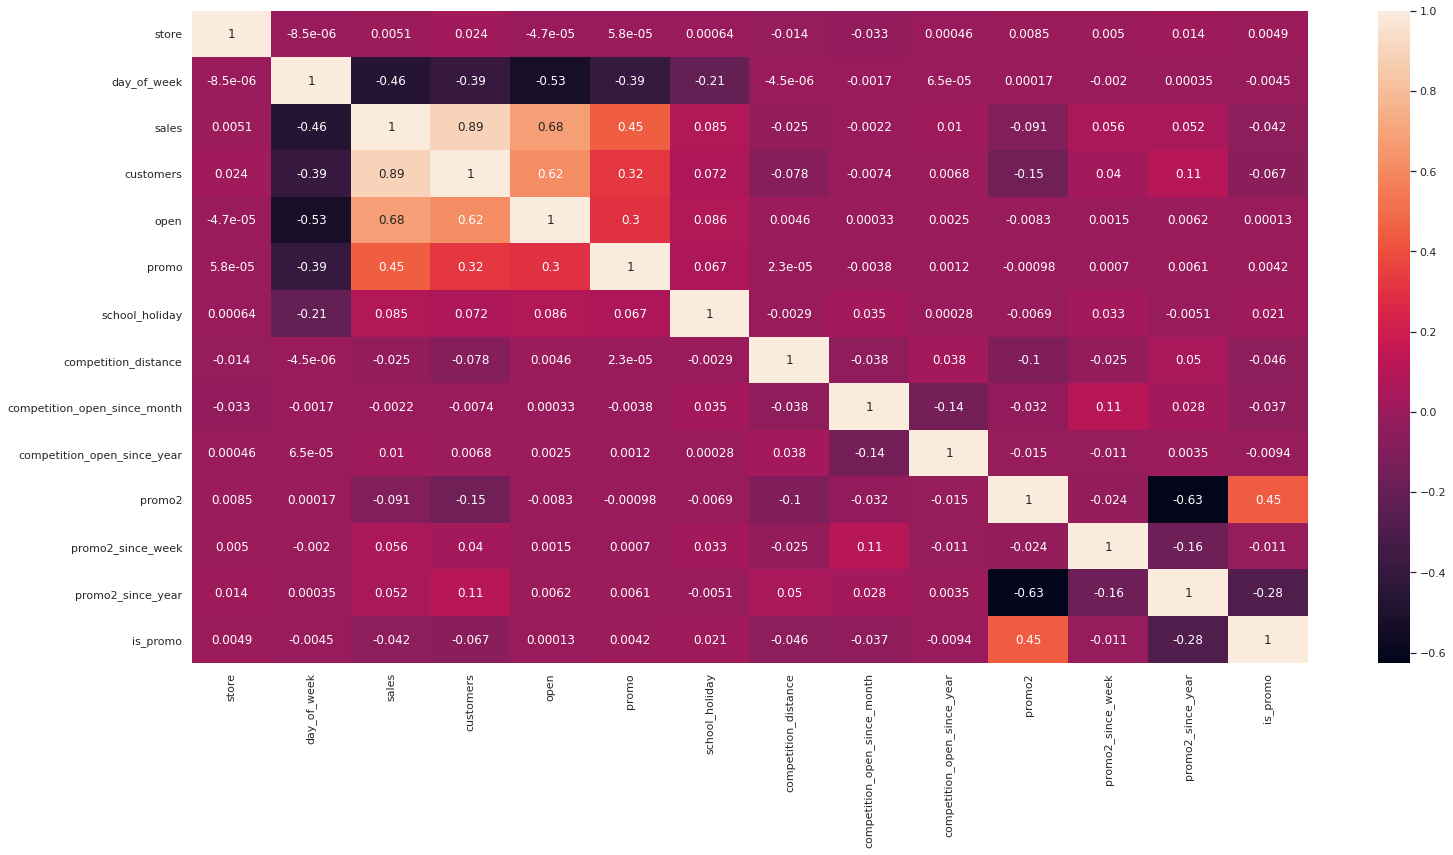 store 1 -8.5e-06 0.0051 0.024 -4.7e-05 5.8e-05 0.00064 -0.014 -0.033 0.00046 0.0085 0.005 0.014 0.0049
day_of_week -8.5e-06 1 -0.46 -0.39 -0.53 -0.39 -0.21 -4.5e-06 -0.0017 6.5e-05 0.00017 -0.002 0.00035 -0.0045
sales 0.0051 -0.46 1 0.89 0.68 0.45 0.085 -0.025 -0.0022 0.01 -0.091 0.056 0.052 -0.042
customers 0.024 -0.39 0.89 1 0.62 0.32 0.072 -0.078 -0.0074 0.0068 -0.15 0.04 0.11 -0.067
open -4.7e-05 -0.53 0.68 0.62 1 0.3 0.086 0.0046 0.00033 0.0025 -0.0083 0.0015 0.0062 0.00013
promo 5.8e-05 -0.39 0.45 0.32 0.3 1 0.067 2.3e-05 -0.0038 0.0012 -0.00098 0.0007 0.0061 0.0042
school_holiday 0.00064 -0.21 0.085 0.072 0.086 0.067 1 -0.0029 0.035 0.00028 -0.0069 0.033 -0.0051 0.021
competition_distance -0.014 -4.5e-06 -0.025 -0.078 0.0046 2.3e-05 -0.0029 1 -0.038 0.038 -0.1 -0.025 0.05 -0.046
competition_open_since_month -0.033 -0.0017 -0.0022 -0.0074 0.00033 -0.0038 0.035 -0.038 1 -0.14 -0.032 0.11 0.028 -0.037
competition_open_since_year 0.00046 6.5e-05 0.01 0.0068 0.0025 0.0012 0.00028 0.038 -0.14 1 -0.015 -0.011 0.0035 -0.0094
promo2 0.0085 0.00017 -0.091 -0.15 -0.0083 -0.00098 -0.0069 -0.1 -0.032 -0.015 1 -0.024 -0.63 0.45
promo2_since_week 0.005 -0.002 0.056 0.04 0.0015 0.0007 0.033 -0.025 0.11 -0.011 -0.024 1 -0.16 -0.011
promo2_since_year 0.014 0.00035 0.052 0.11 0.0062 0.0061 -0.0051 0.05 0.028 0.0035 -0.63 -0.16 1 -0.28
is_promo 0.0049 -0.0045 -0.042 -0.067 0.00013 0.0042 0.021 -0.046 -0.037 -0.0094 0.45 -0.011 -0.28 1
store
day_of_week
sales
customers
open
promo
school_holiday
competition_distance
competition_open_since_month
competition_open_since_year
promo2
promo2_since_week
promo2_since_year
is_promo
1.0
0.8
0.6
0.4
0.2
0.0
-0.2
-0.4
-0.6